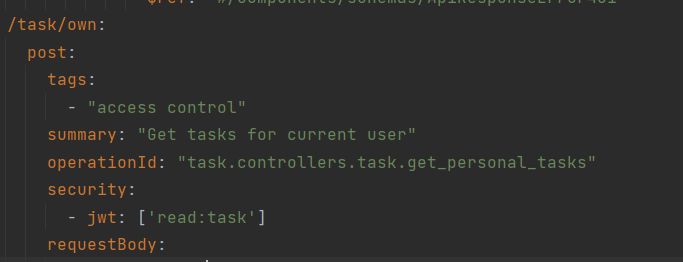 /task/own:
post:
tags:
- "access control"
summary: "Get tasks for current user"
operationId: "task.controllers.task.get_personal_tasks"
security:
- jwt: ['read:task']
requestBody: